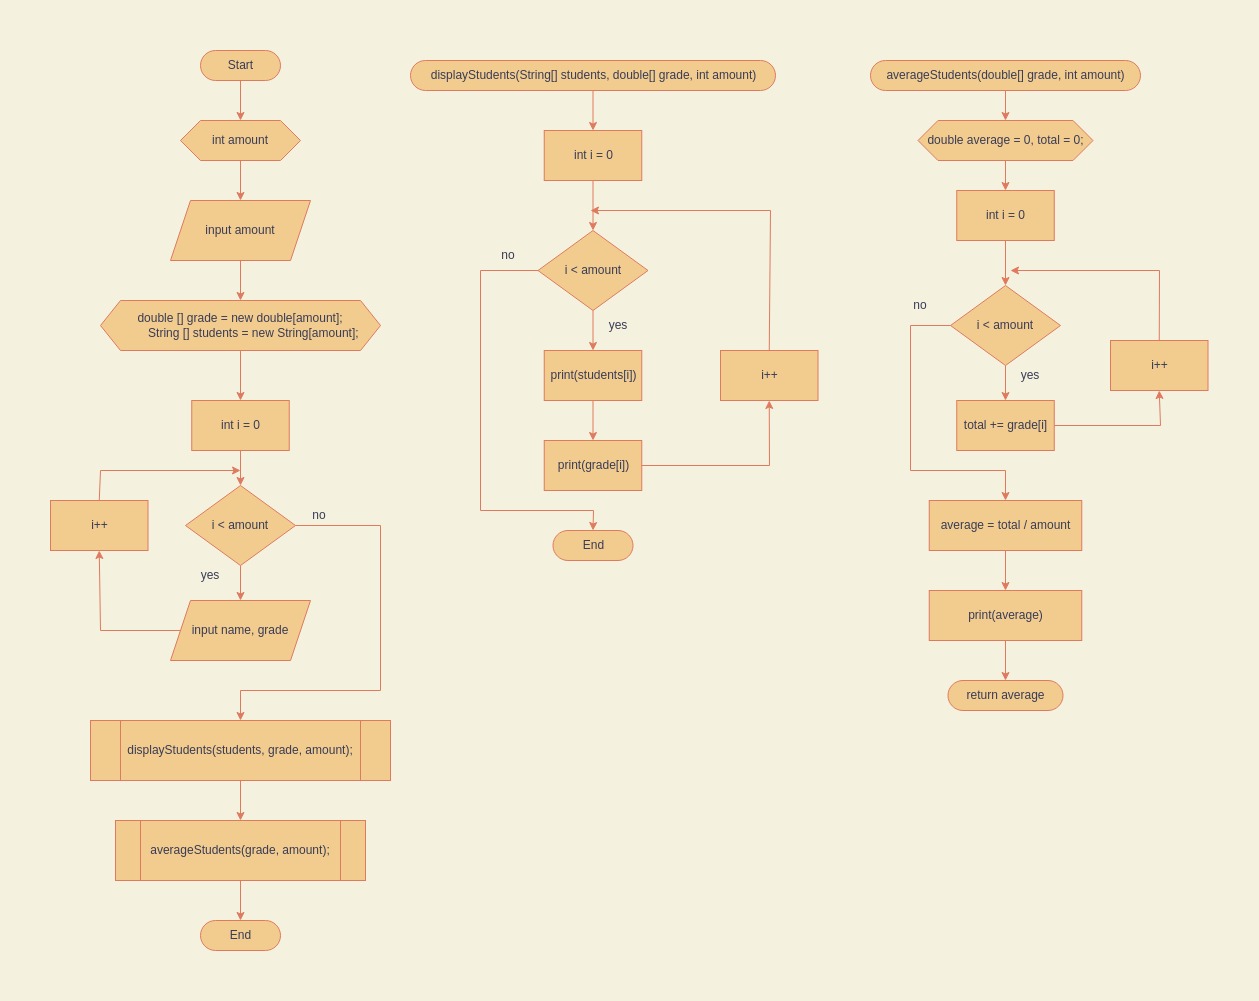 Start
int amount
input amount
double [] grade = new double[amount];
String [] students = new String[amount];
int i = 0
i++
i < amount
no
yes
input name, grade
displayStudents(students, grade, amount);
averageStudents(grade, amount);
End
displayStudents(String[] students, double[] grade, int amount)
int i = 0
no
i < amount
yes
print(students[i])
i++
print(grade[i])
End
averageStudents(double[] grade, int amount)
double average = 0, total = 0;
int i = 0
no
i < amount
i++
yes
total += grade[i]
average = total / amount
print(average)
return average